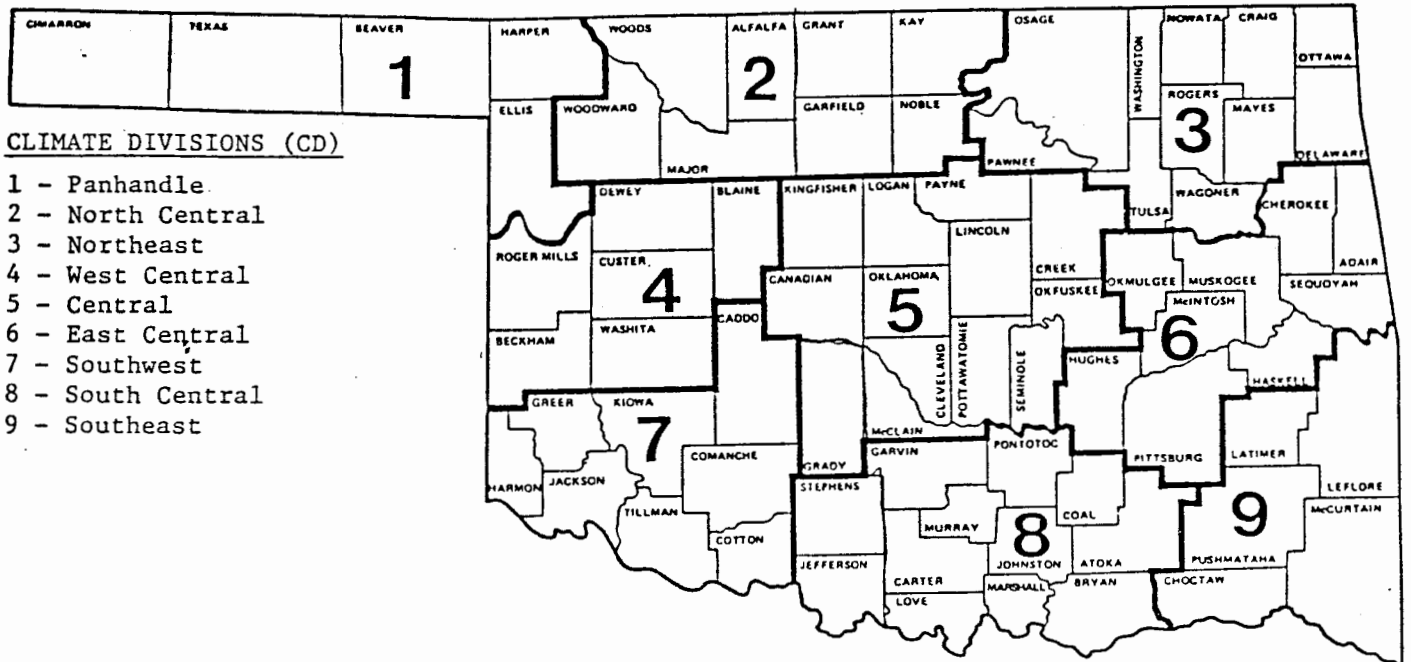 CIMARRON TEXAS BEAVER HARPER WOODS ALFALFA GRANT KAY OSAGE WASHINGTON NOWATA CRAIG
OTTAWA
1 2
ELLIS WOODWARD GARFIELD NOBLE ROGERS MAYES
3
CLIMATE DIVISIONS (CD)
MAJOR PAWNEE DELAWARE
1 - Panhandle
DEWEY BLAINE KINGFISHER LOGAN PAYNE WAGONER
2 - North Central
TULSA CHEROKEE
3 - Northeast
LINCOLN
ROGER MILLS CUSTER CANADIAN OKLAHOMA CREEK OKMULGEE MUSKOGEE ADAIR
4 - West Central
4 5 OKFUSKEE McINTOSH SEQUOYAH
5 - Central
CADDO
6 - East Central
BECKHAM WASHITA 6
7 - Southwest
CLEVELAND POTTAWATOMIE SEMINOLE HUGHES
8 - South Central
HASKELL
9 - Southeast
GREER KIOWA
7 McCLAIN
COMANCHE GRADY GARVIN PONTOTOC PITTSBURG LATIMER
HARMON JACKSON STEPHENS LEFLORE
TILLMAN COAL McCURTAIN
MURRAY 8 9
COTTON
JEFFERSON JOHNSTON ATOKA PUSHMATAHA
CARTER MARSHALL BRYAN CHOCTAW
LOVE